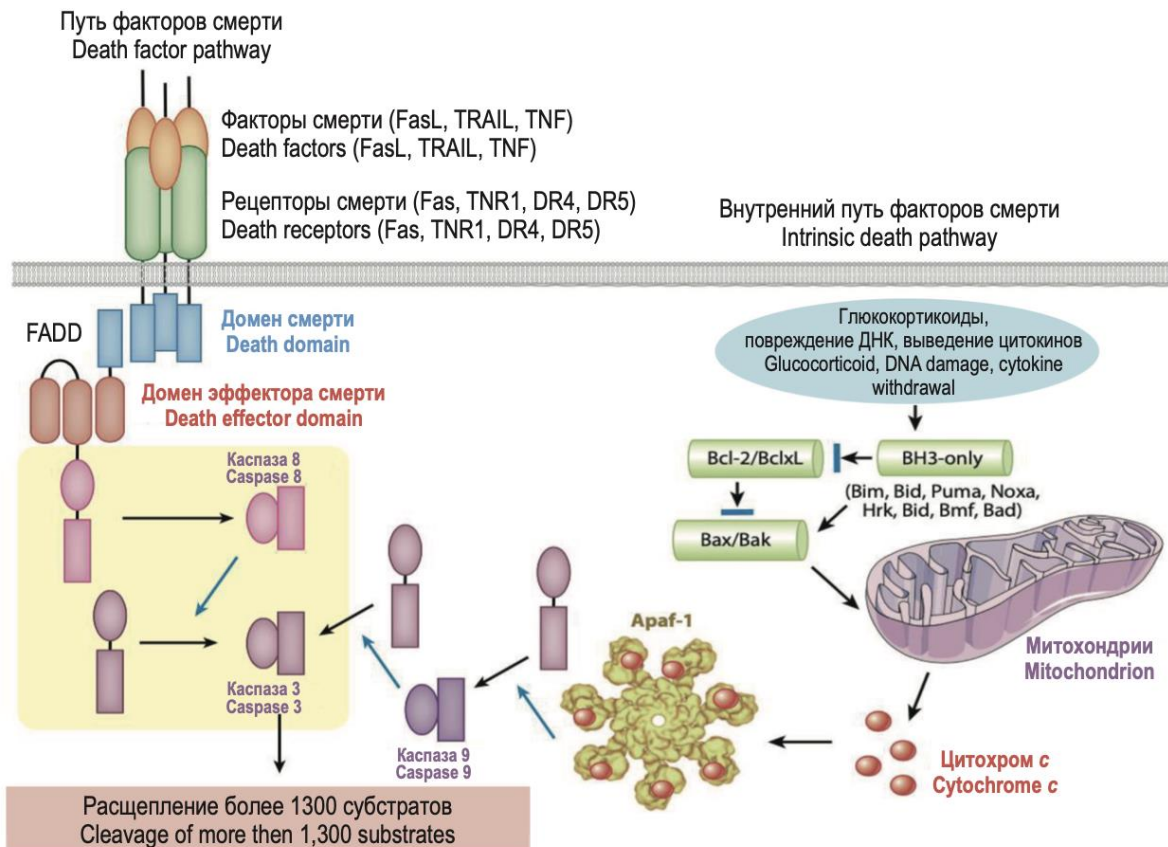 Путь факторов смерти
Death factor pathway
Факторы смерти (FasL, TRAIL, TNF)
Death factors (FasL, TRAIL, TNF)
Рецепторы смерти (Fas, TNR1, DR4, DR5)
Death receptors (Fas, TNR1, DR4, DR5)
Внутренний путь факторов смерти
Intrinsic death pathway
FADD
Домен смерти
Death domain
Домен эффектора смерти
Death effector domain
Глюкокортикоиды,
повреждение ДНК, выведение цитокинов
Glucocorticoid, DNA damage, cytokine
withdrawal
Bcl-2/BclxL
BH3-only
(Bim, Bid, Puma, Noxa,
Hrk, Bid, Bmf, Bad)
Bax/Bak
Каспаза 8
Caspase 8
Apaf-1
Митохондрии
Mitochondrion
Каспаза 3
Caspase 3
Каспаза 9
Caspase 9
Цитохром с
Cytochrome c
Расщепление более 1300 субстратов
Cleavage of more then 1,300 substrates